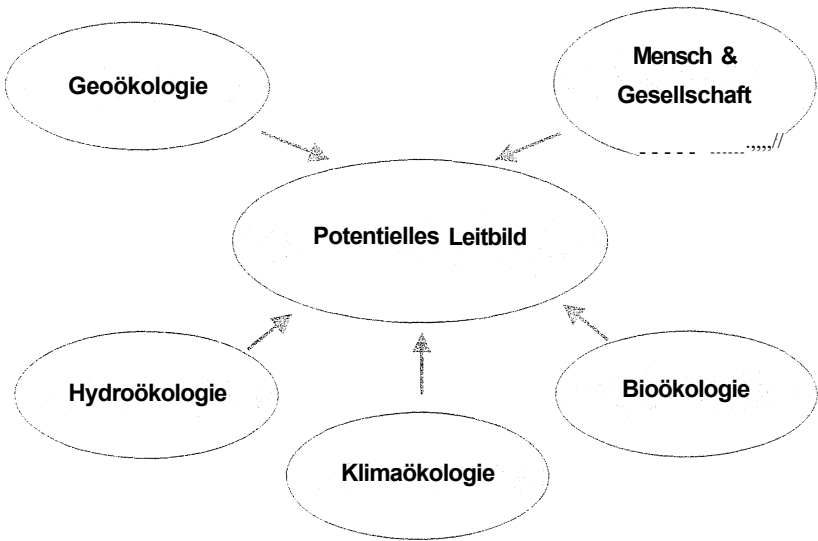 Geoökologie
Mensch &
Gesellschaft
Potentielles Leitbild
Hydroökologie
Bioökologie
Klimaökologie